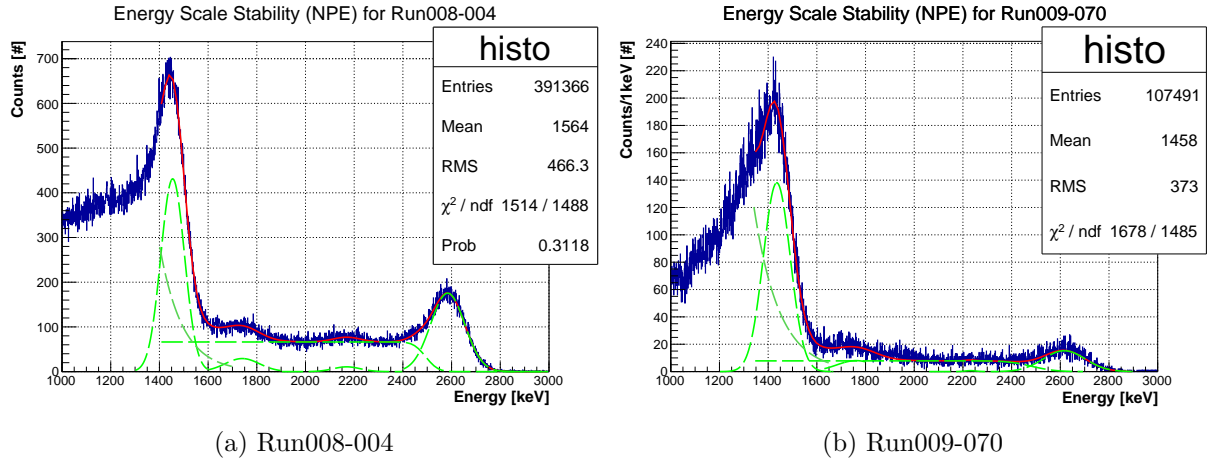 Energy Scale Stability (NPE) for Run008-004
histo
Entries 391366
Mean 1564
RMS 466.3
χ² / ndf 1514 / 1488
Prob 0.3118
Counts [#]
700
600
500
400
300
200
100
0
1000 1200 1400 1600 1800 2000 2200 2400 2600 2800 3000
Energy [keV]
(a) Run008-004
Energy Scale Stability (NPE) for Run009-070
histo
Entries 107491
Mean 1458
RMS 373
χ² / ndf 1678 / 1485
Counts/1keV [#]
240
220
200
180
160
140
120
100
80
60
40
20
0
1000 1200 1400 1600 1800 2000 2200 2400 2600 2800 3000
Energy [keV]
(b) Run009-070